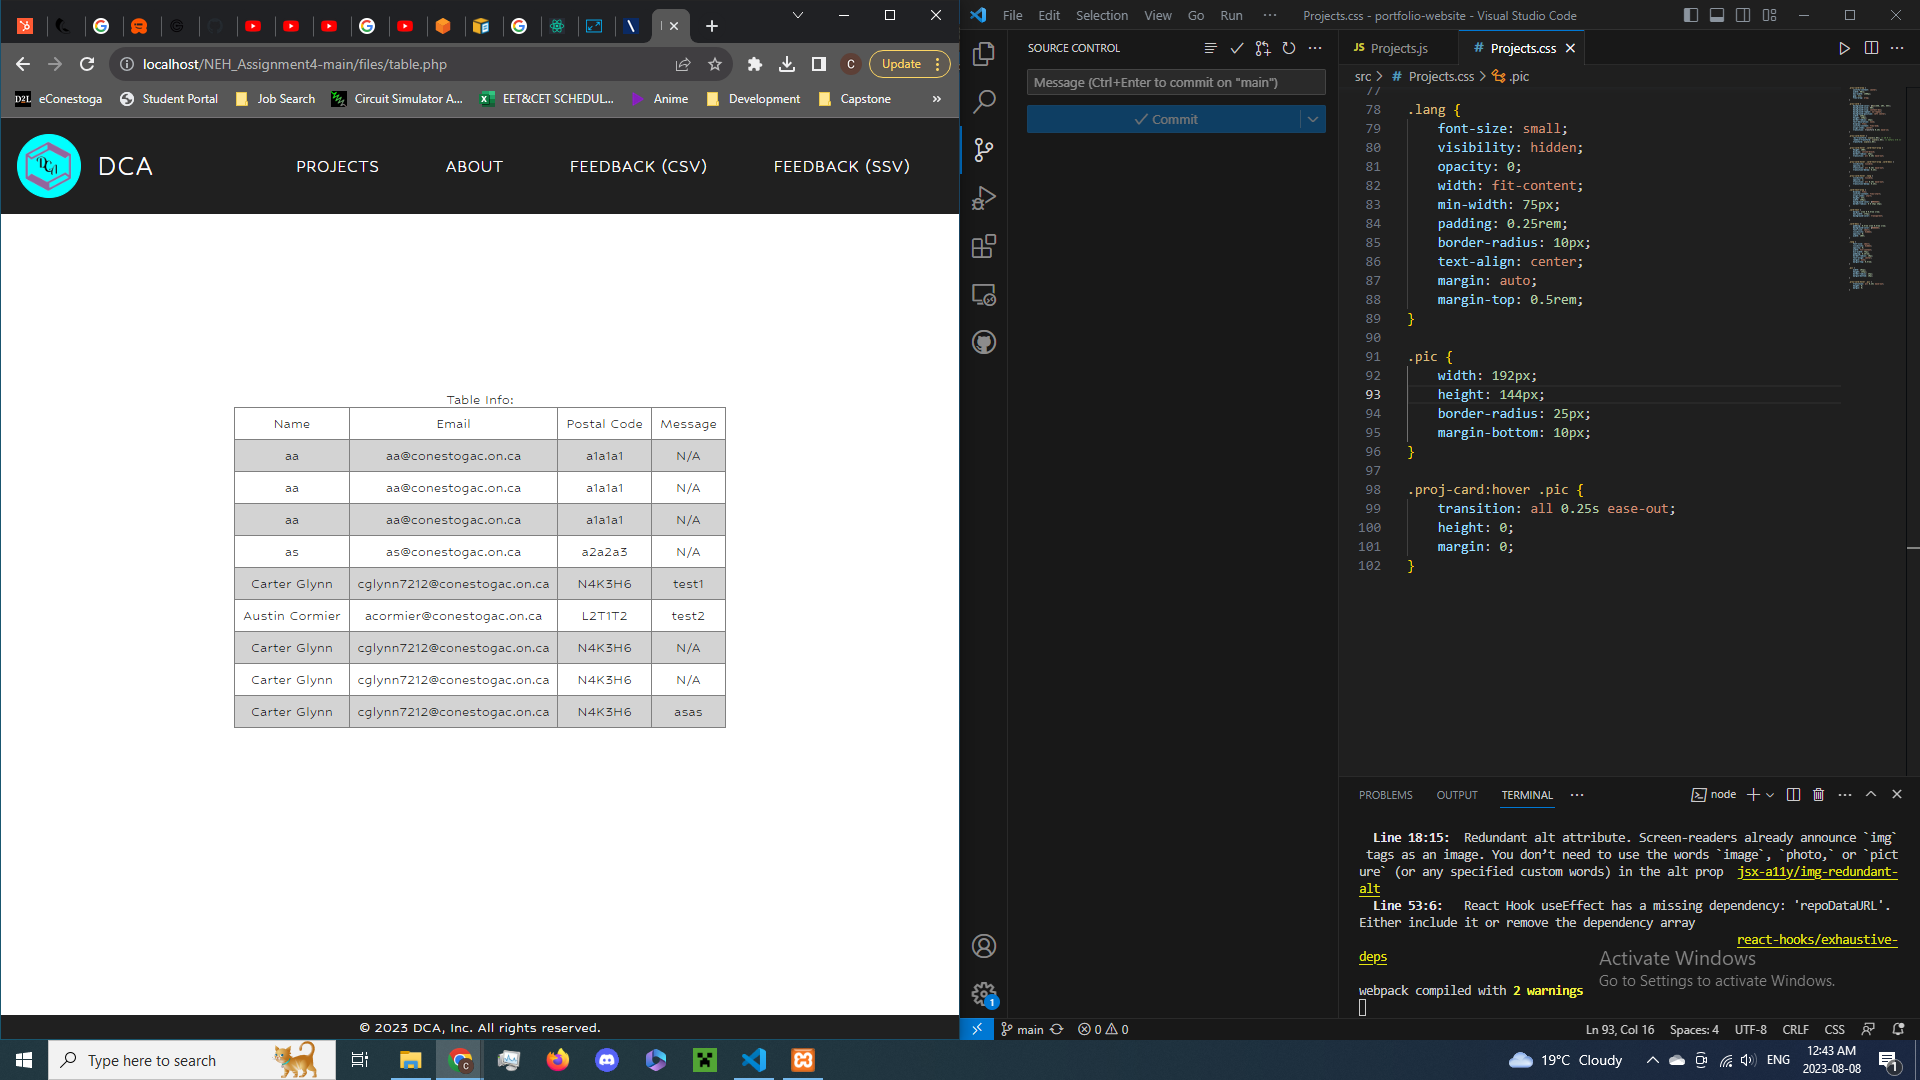 localhost/NEH_Assignment4-main/files/table.php
C
Update
D2L eConestoga Student Portal Job Search Circuit Simulator A... EET&CET SCHEDUL... Anime Development Capstone »
DCA DCA PROJECTS ABOUT FEEDBACK (CSV) FEEDBACK (SSV)
Table Info:
Name Email Postal Code Message
aa aa@conestogac.on.ca a1a1a1 N/A
aa aa@conestogac.on.ca a1a1a1 N/A
aa aa@conestogac.on.ca a1a1a1 N/A
as as@conestogac.on.ca a2a2a3 N/A
Carter Glynn cglynn7212@conestogac.on.ca N4K3H6 test1
Austin Cormier acormier@conestogac.on.ca L2T1T2 test2
Carter Glynn cglynn7212@conestogac.on.ca N4K3H6 N/A
Carter Glynn cglynn7212@conestogac.on.ca N4K3H6 N/A
Carter Glynn cglynn7212@conestogac.on.ca N4K3H6 asas
© 2023 DCA, Inc. All rights reserved.
File Edit Selection View Go Run ··· Projects.css - portfolio-website - Visual Studio Code
SOURCE CONTROL
Message (Ctrl+Enter to commit on "main")
Commit
JS Projects.js # Projects.css
src > # Projects.css > .pic
77
78 .lang {
79 font-size: small;
80 visibility: hidden;
81 opacity: 0;
82 width: fit-content;
83 min-width: 75px;
84 padding: 0.25rem;
85 border-radius: 10px;
86 text-align: center;
87 margin: auto;
88 margin-top: 0.5rem;
89 }
90
91 .pic {
92 width: 192px;
93 height: 144px;
94 border-radius: 25px;
95 margin-bottom: 10px;
96 }
97
98 .proj-card:hover .pic {
99 transition: all 0.25s ease-out;
100 height: 0;
101 margin: 0;
102 }
PROBLEMS OUTPUT TERMINAL ··· node
Line 18:15: Redundant alt attribute. Screen-readers already announce `img`
tags as an image. You don't need to use the words `image`, `photo,` or `pict
ure` (or any specified custom words) in the alt prop jsx-a11y/img-redundant-
alt
Line 53:6: React Hook useEffect has a missing dependency: 'repoDataURL'.
Either include it or remove the dependency array
react-hooks/exhaustive-
deps
webpack compiled with 2 warnings
Activate Windows
Go to Settings to activate Windows.
1
main 0 0 Ln 93, Col 16 Spaces: 4 UTF-8 CRLF CSS
Type here to search
19°C Cloudy ENG 12:43 AM
2023-08-08
1